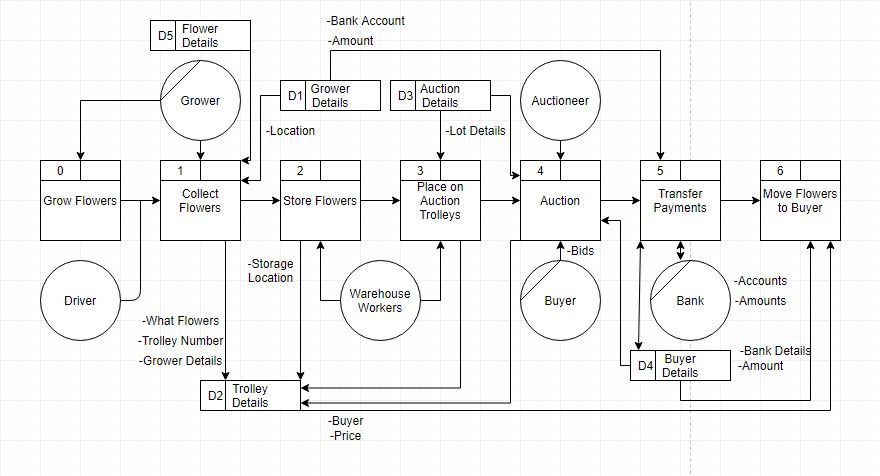 -Bank Account
-Amount
D5
Flower
Details
Grower
D1
Grower
Details
D3
Auction
Details
Auctioneer
-Location
-Lot Details
0
Grow Flowers
1
Collect
Flowers
2
Store Flowers
3
Place on
Auction
Trolleys
4
Auction
5
Transfer
Payments
6
Move Flowers
to Buyer
-Storage
Location
-Bids
Driver
Warehouse
Workers
Buyer
Bank
-Accounts
-Amounts
-What Flowers
-Trolley Number
-Grower Details
D4
Buyer
Details
-Bank Details
-Amount
D2
Trolley
Details
-Buyer
-Price